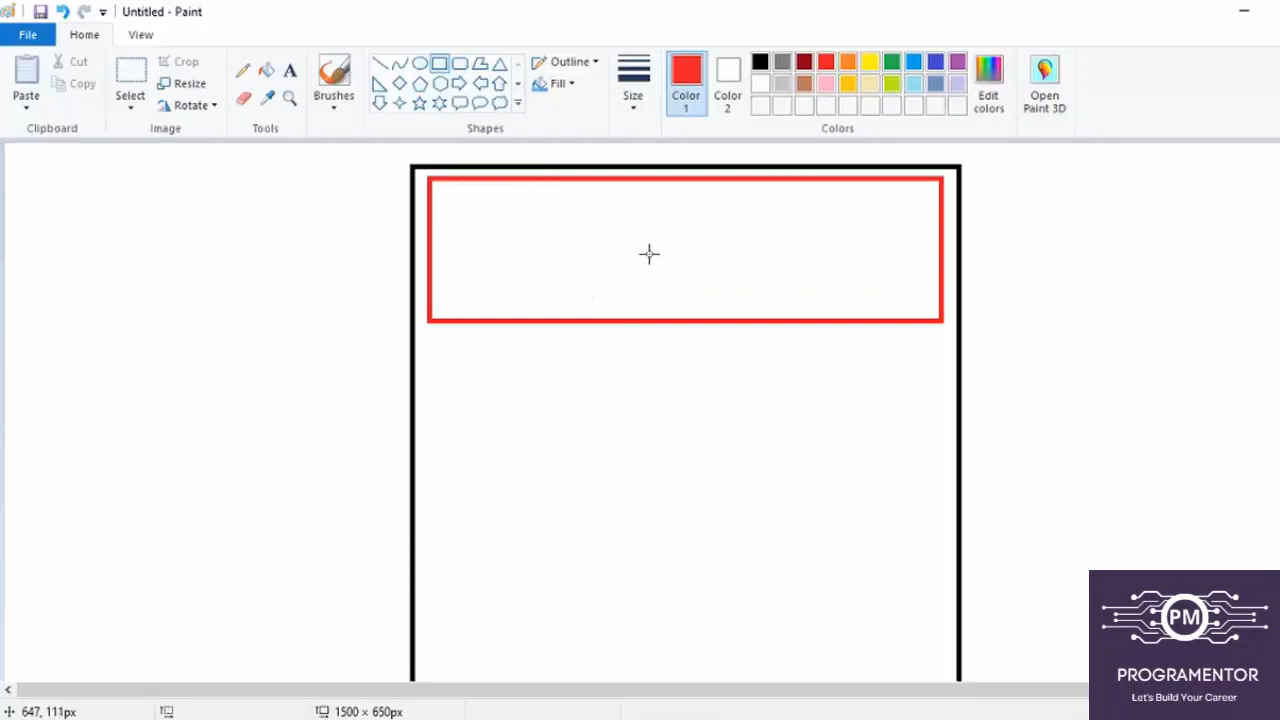 Untitled - Paint
File Home View
Paste
Cut
Copy
Clipboard
Select
Crop
Resize
Rotate
Image
A
Tools
Brushes
Outline
Fill
Shapes
Size
Color
1
Color
2
Edit
colors
Colors
Open
Paint 3D
PM
PROGRAMENTOR
Let's Build Your Career
647, 111px
1500 × 650px